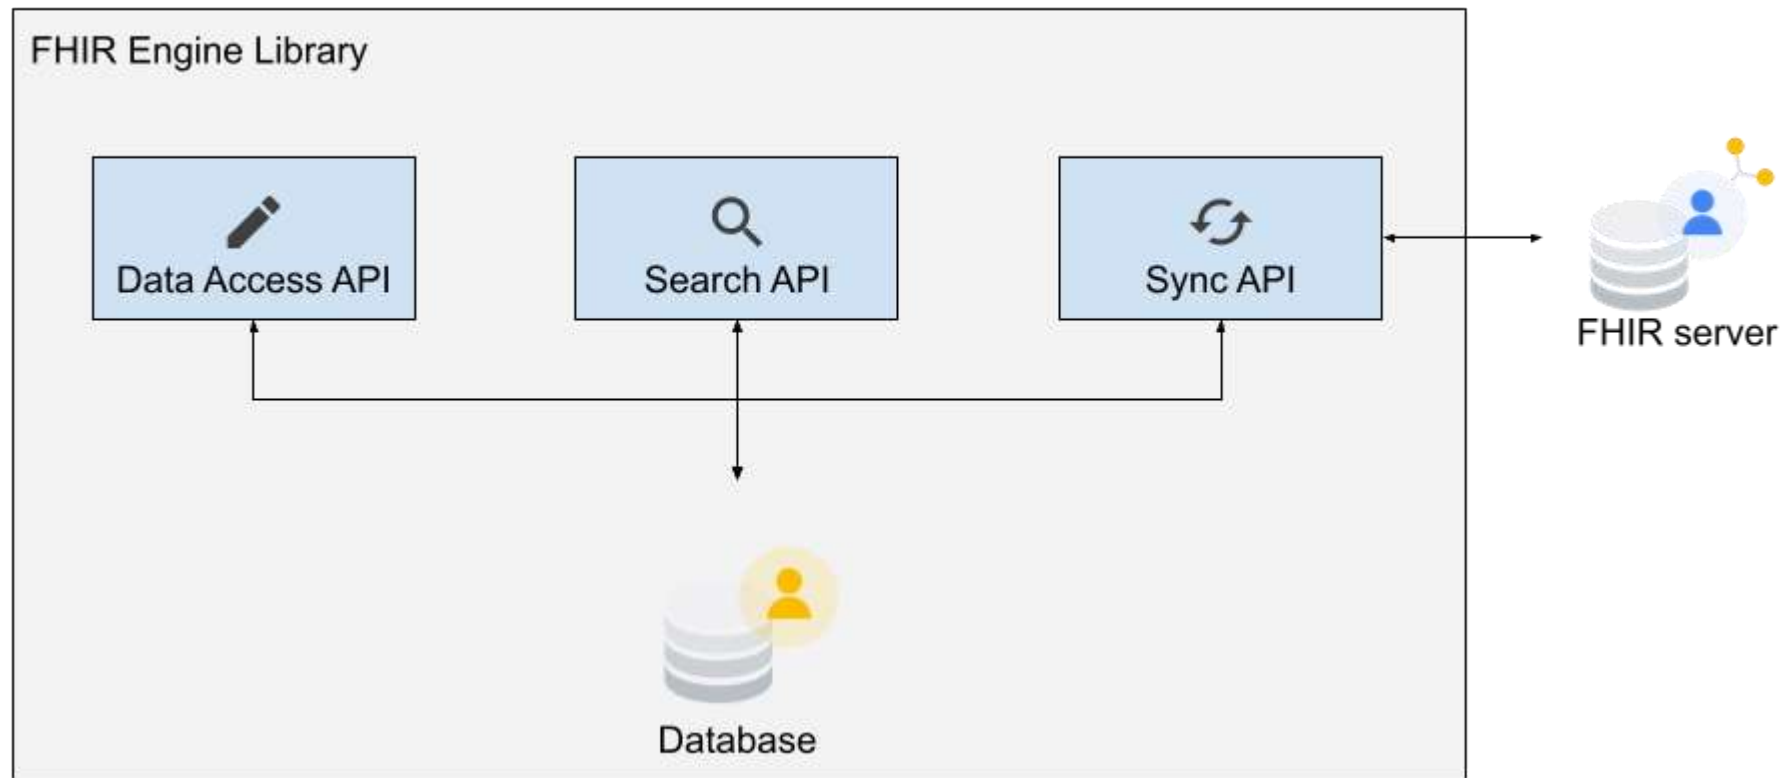 FHIR Engine Library
Data Access API
Search API
Sync API
FHIR server
Database